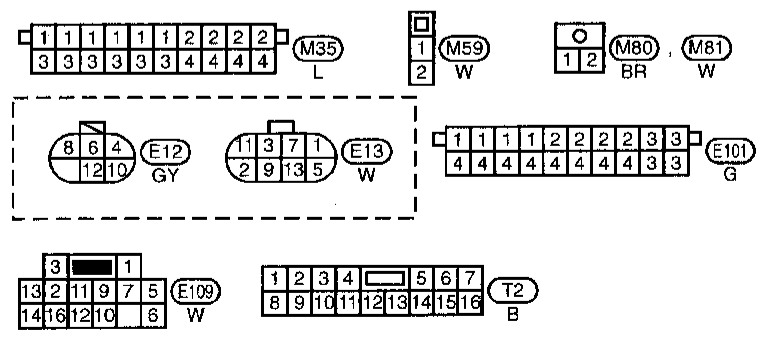 1 1 1 1 1 1 2 2 2 2
3 3 3 3 3 3 4 4 4 4
M35
L
1
2
M59
W
1 2
M80 , M81
BR W
8 6 4
12 10
E12
GY
11 3 7 1
2 9 13 5
E13
W
1 1 1 1 2 2 2 2 3 3
4 4 4 4 4 4 4 4 3 3
E101
G
3 1
13 2 11 9 7 5
14 16 12 10 6
E109
W
1 2 3 4 5 6 7
8 9 10 11 12 13 14 15 16
T2
B